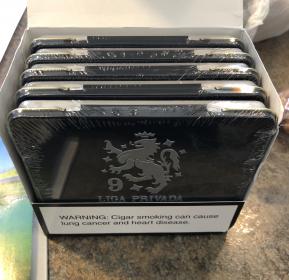 9
LIGA PRIVADA
WARNING: Cigar smoking can cause
lung cancer and heart disease.